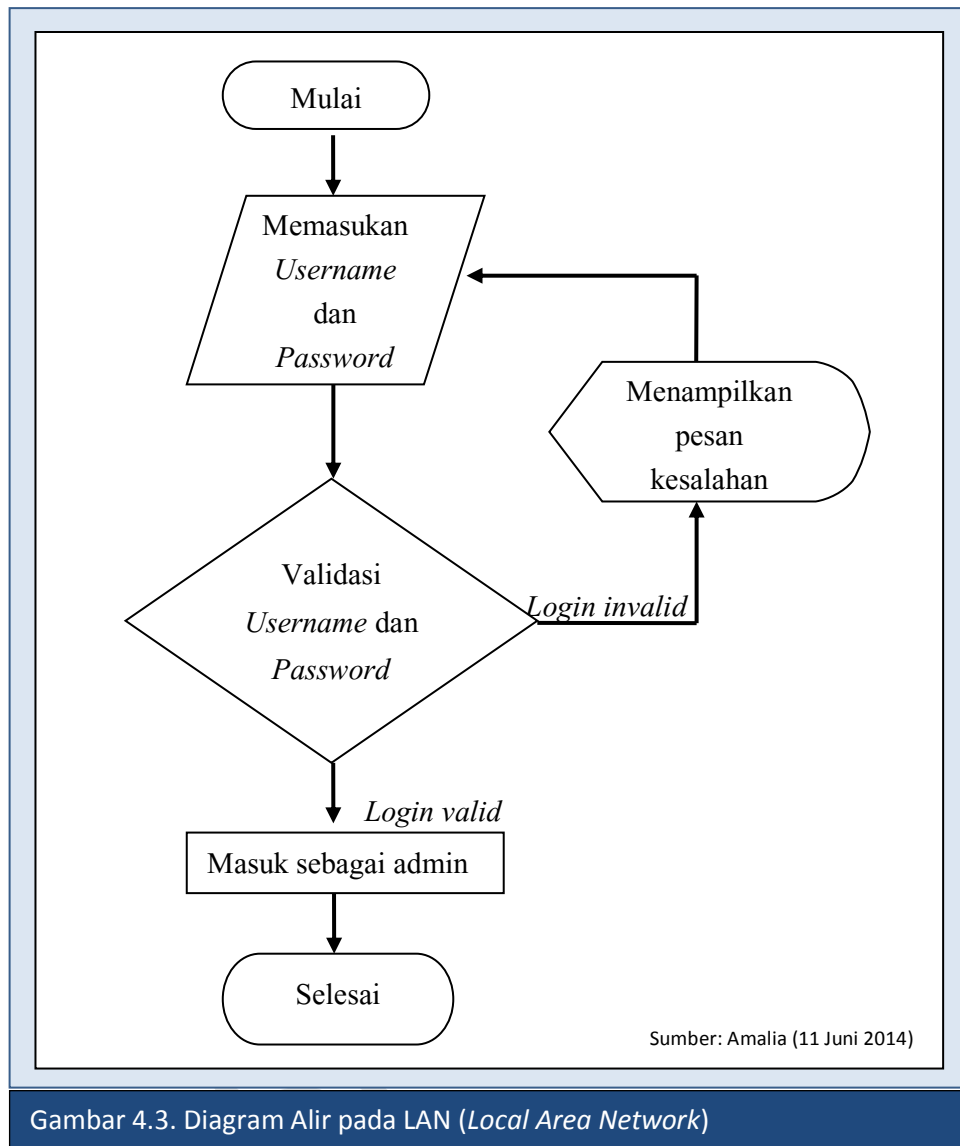 Mulai
Memasukan
Username
dan
Password
Menampilkan
pesan
kesalahan
Validasi
Username dan
Password
Login invalid
Login valid
Masuk sebagai admin
Selesai
Sumber: Amalia (11 Juni 2014)
Gambar 4.3. Diagram Alir pada LAN (Local Area Network)